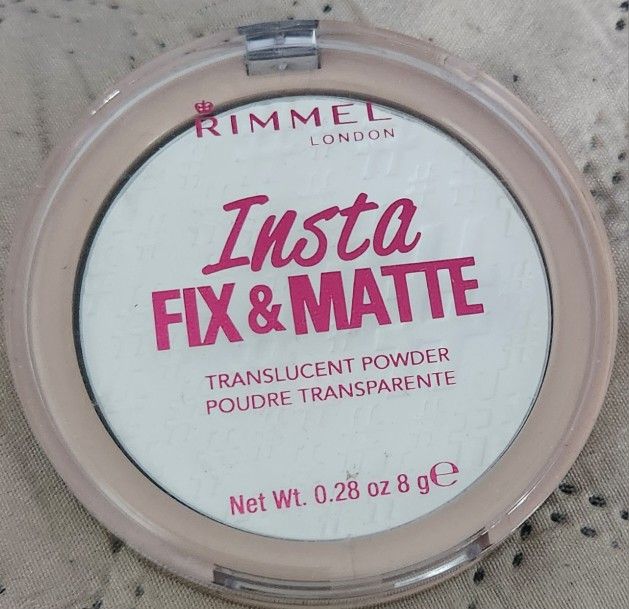 RIMMEL
LONDON
Insta
FIX & MATTE
TRANSLUCENT POWDER
POUDRE TRANSPARENTE
Net Wt. 0.28 oz 8 g℮